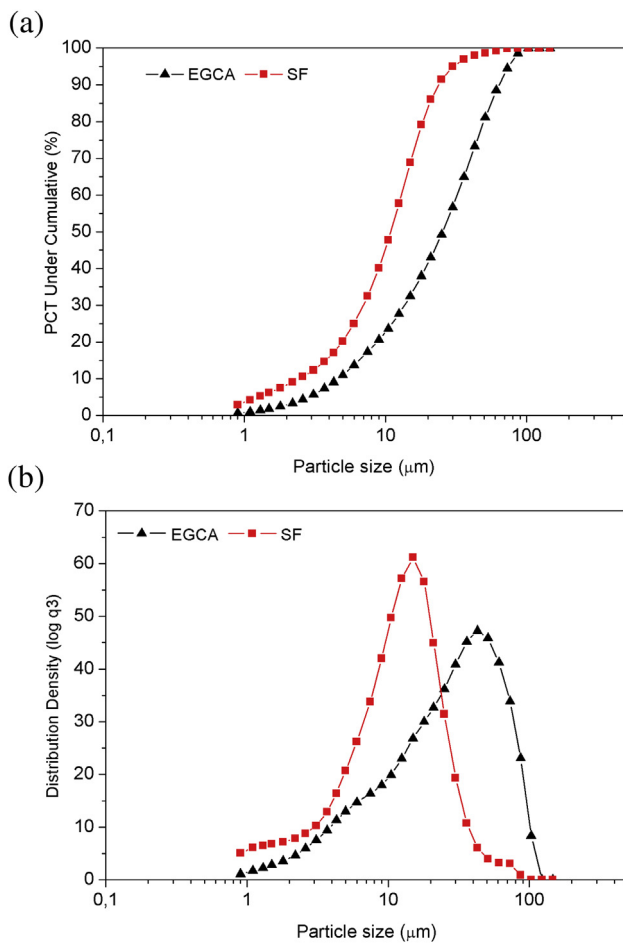 (a)
100
90
80
70
60
50
40
30
20
10
0
PCT Under Cumulative (%)
EGCA SF
0,1 1 10 100
Particle size (μm)
(b)
70
60
50
40
30
20
10
0
Distribution Density (log q3)
EGCA SF
0,1 1 10 100
Particle size (μm)